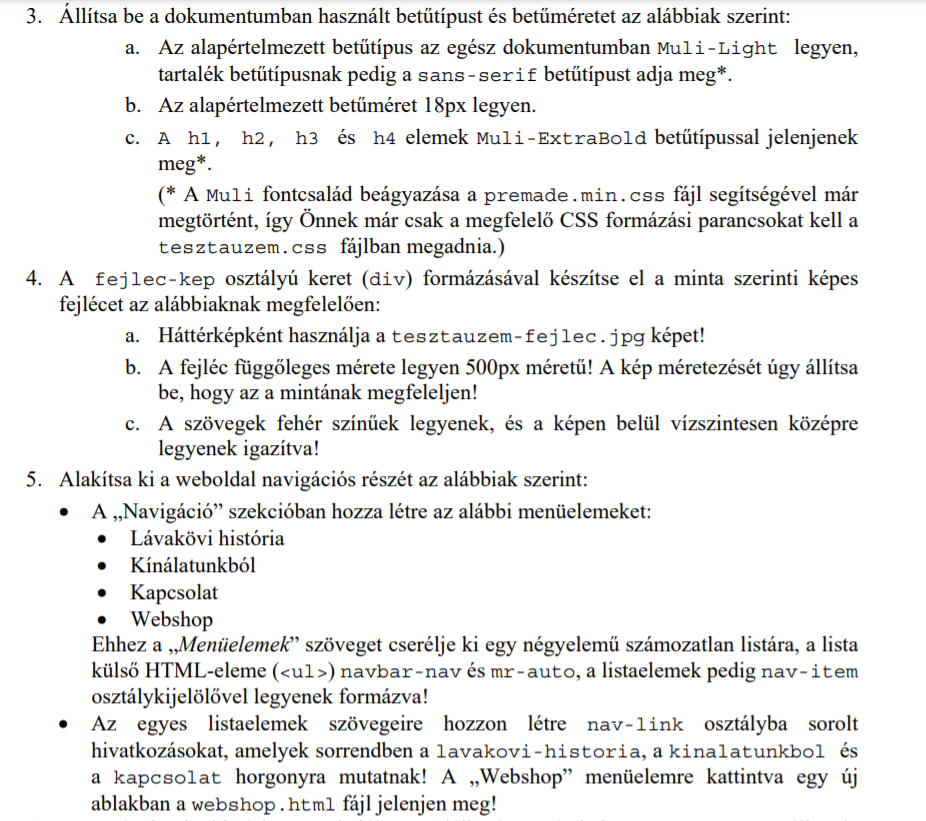 3. Állítsa be a dokumentumban használt betűtípust és betűméretet az alábbiak szerint:
a. Az alapértelmezett betűtípus az egész dokumentumban Muli-Light legyen,
tartalék betűtípusnak pedig a sans-serif betűtípust adja meg*.
b. Az alapértelmezett betűméret 18px legyen.
c. A h1, h2, h3 és h4 elemek Muli-ExtraBold betűtípussal jelenjenek
meg*.
(* A Muli fontcsalád beágyazása a premade.min.css fájl segítségével már
megtörtént, így Önnek már csak a megfelelő CSS formázási parancsokat kell a
tesztauzem.css fájlban megadnia.)
4. A fejlec-kep osztályú keret (div) formázásával készítse el a minta szerinti képes
fejlécet az alábbiaknak megfelelően:
a. Háttérképként használja a tesztauzem-fejlec.jpg képet!
b. A fejléc függőleges mérete legyen 500px méretű! A kép méretezését úgy állítsa
be, hogy az a mintának megfeleljen!
c. A szövegek fehér színűek legyenek, és a képen belül vízszintesen középre
legyenek igazítva!
5. Alakítsa ki a weboldal navigációs részét az alábbiak szerint:
• A „Navigáció” szekcióban hozza létre az alábbi menüelemeket:
• Lávakövi história
• Kínálatunkból
• Kapcsolat
• Webshop
Ehhez a „Menüelemek” szöveget cserélje ki egy négyelemű számozatlan listára, a lista
külső HTML-eleme (<ul>) navbar-nav és mr-auto, a listaelemek pedig nav-item
osztálykijelölővel legyenek formázva!
• Az egyes listaelemek szövegeire hozzon létre nav-link osztályba sorolt
hivatkozásokat, amelyek sorrendben a lavakovi-historia, a kinalatunkbol és
a kapcsolat horgonyra mutatnak! A „Webshop” menüelemre kattintva egy új
ablakban a webshop.html fájl jelenjen meg!